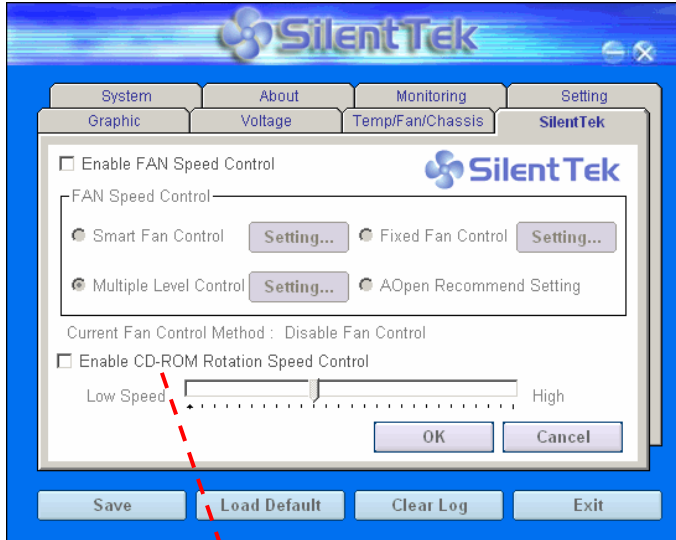 SilentTek
System About Monitoring Setting
Graphic Voltage Temp/Fan/Chassis SilentTek
Enable FAN Speed Control
SilentTek
FAN Speed Control
Smart Fan Control Setting... Fixed Fan Control Setting...
Multiple Level Control Setting... AOpen Recommend Setting
Current Fan Control Method : Disable Fan Control
Enable CD-ROM Rotation Speed Control
Low Speed High
OK Cancel
Save Load Default Clear Log Exit